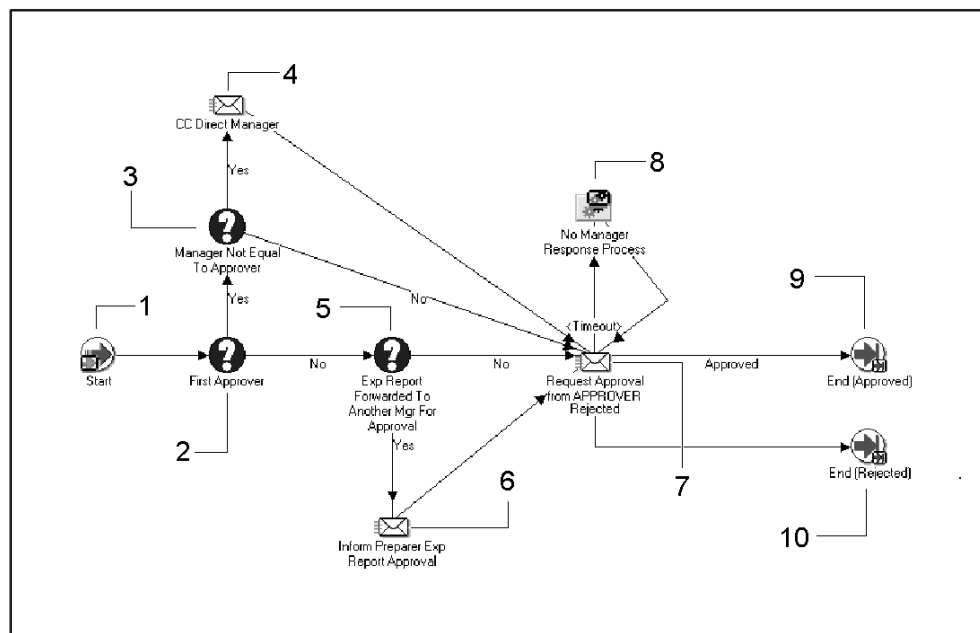 4
CC Direct Manager
Yes
3
8
Manager Not Equal
To Approver
No Manager
Response Process
No
1
Yes
5
9
<Timeout>
Start
First Approver
No
Exp Report
Forwarded To
Another Mgr For
Approval
No
Request Approval
from APPROVER
Rejected
Approved
End (Approved)
2
Yes
6
7
End (Rejected)
Inform Preparer Exp
Report Approval
10